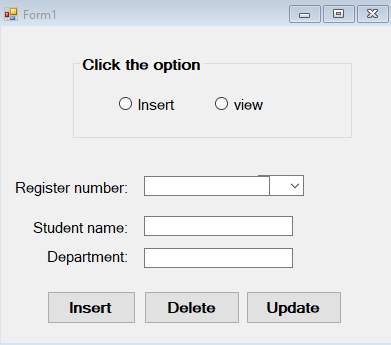 Form1
Click the option
Insert view
Register number:
Student name:
Department:
Insert Delete Update